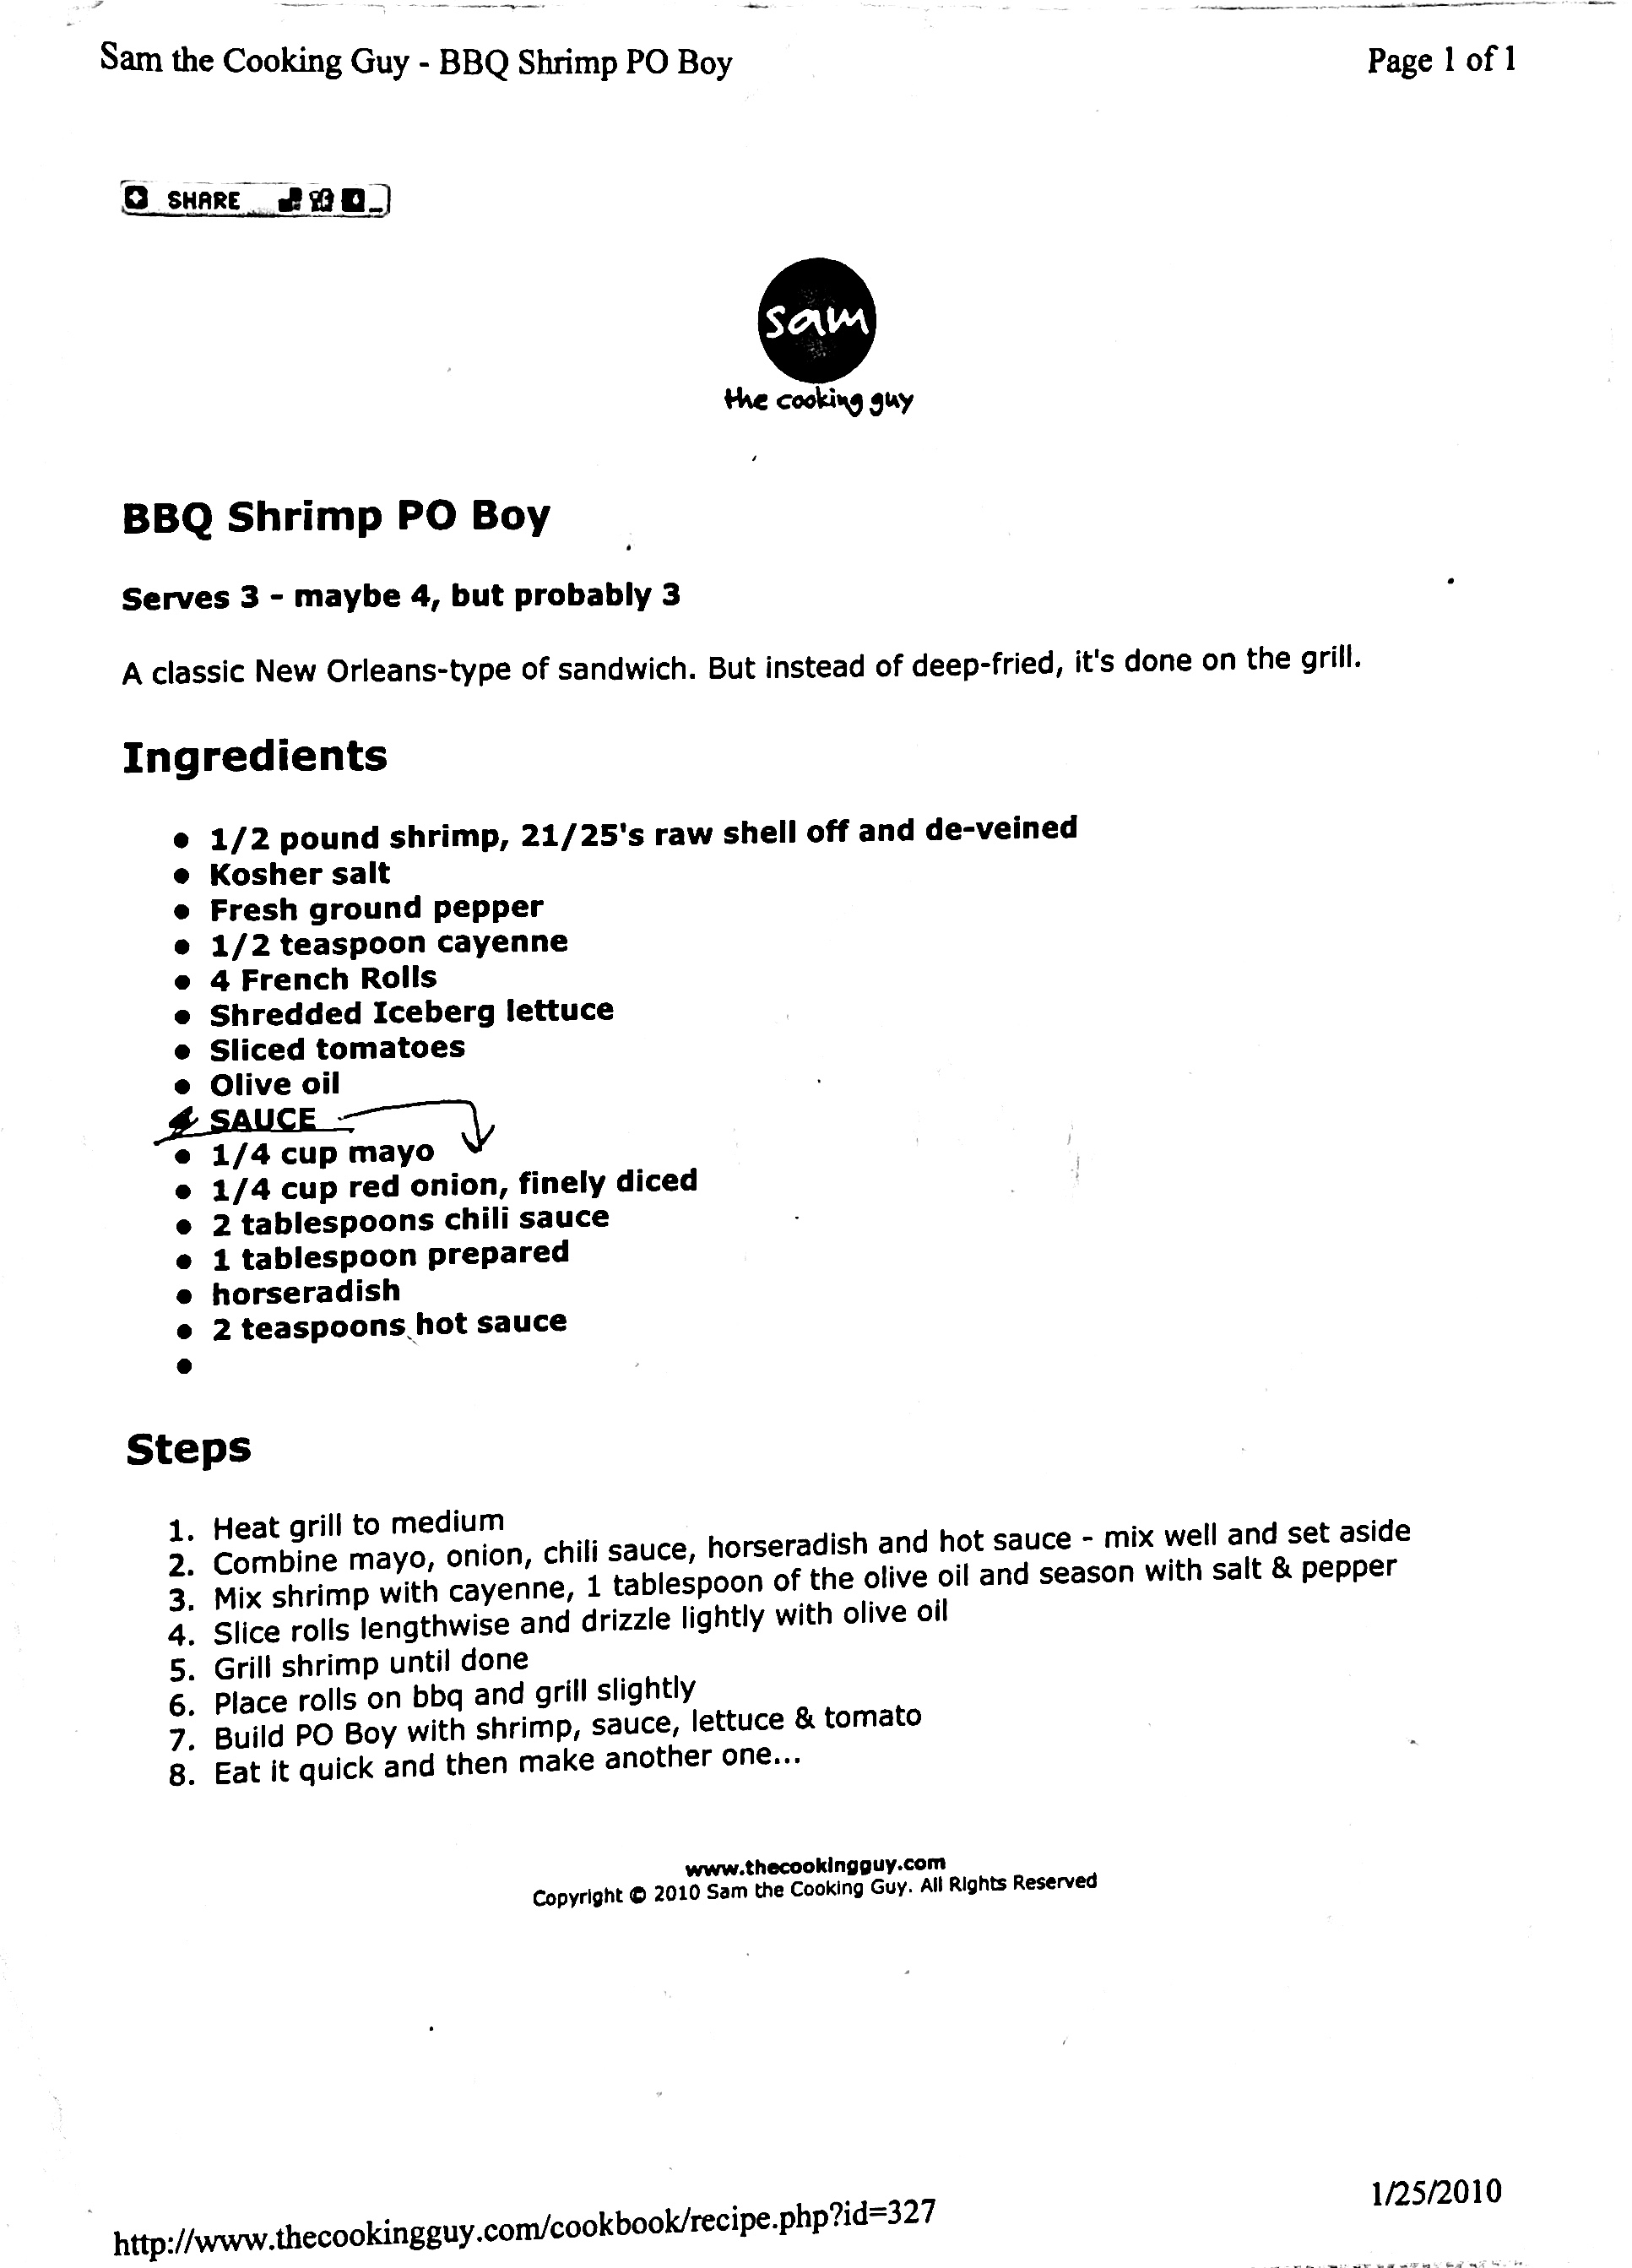 Sam the Cooking Guy - BBQ Shrimp PO Boy
Page 1 of 1
SHARE
sam
the cooking guy
BBQ Shrimp PO Boy
Serves 3 - maybe 4, but probably 3
A classic New Orleans-type of sandwich. But instead of deep-fried, it's done on the grill.
Ingredients
• 1/2 pound shrimp, 21/25's raw shell off and de-veined
• Kosher salt
• Fresh ground pepper
• 1/2 teaspoon cayenne
• 4 French Rolls
• Shredded Iceberg lettuce
• Sliced tomatoes
• Olive oil
SAUCE
• 1/4 cup mayo
• 1/4 cup red onion, finely diced
• 2 tablespoons chili sauce
• 1 tablespoon prepared
• horseradish
• 2 teaspoons hot sauce
•
Steps
1. Heat grill to medium
2. Combine mayo, onion, chili sauce, horseradish and hot sauce - mix well and set aside
3. Mix shrimp with cayenne, 1 tablespoon of the olive oil and season with salt & pepper
4. Slice rolls lengthwise and drizzle lightly with olive oil
5. Grill shrimp until done
6. Place rolls on bbq and grill slightly
7. Build PO Boy with shrimp, sauce, lettuce & tomato
8. Eat it quick and then make another one...
www.thecookingguy.com
Copyright © 2010 Sam the Cooking Guy. All Rights Reserved
http://www.thecookingguy.com/cookbook/recipe.php?id=327
1/25/2010